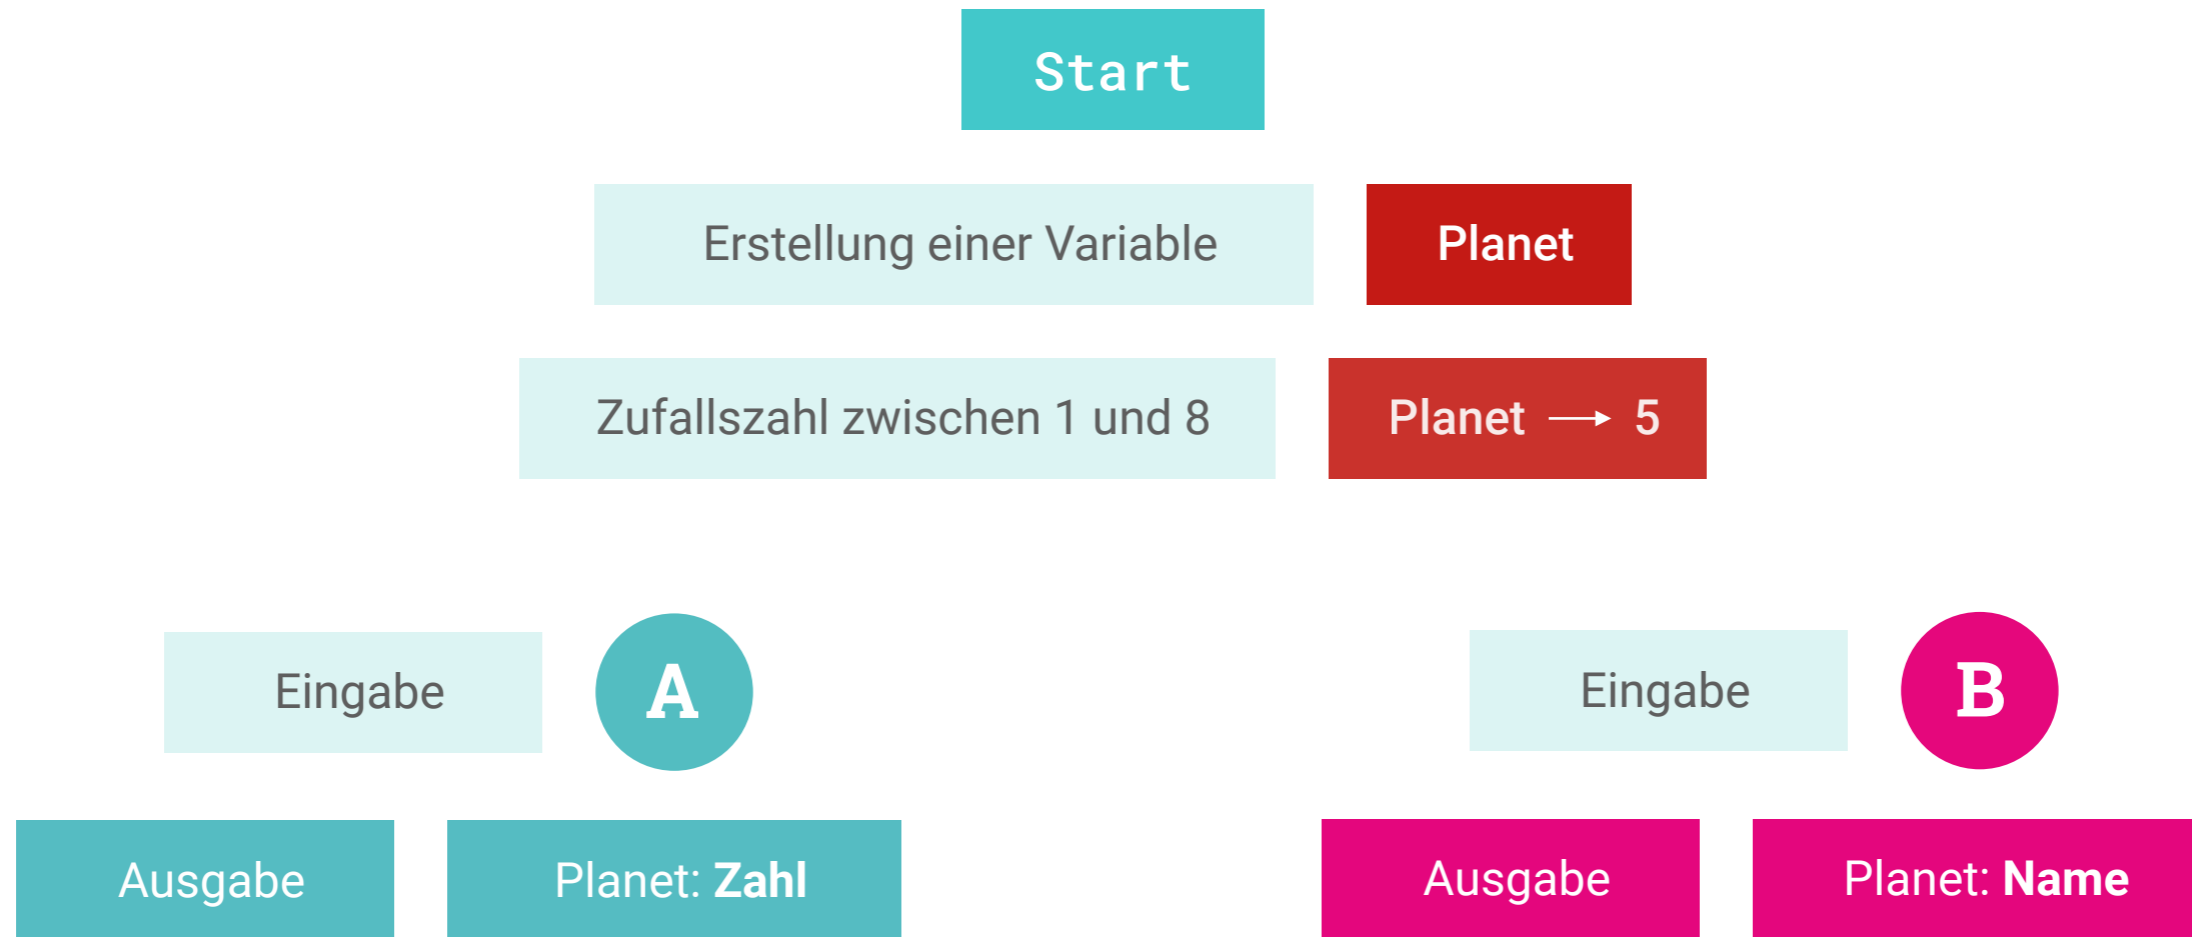 Start
Erstellung einer Variable Planet
Zufallszahl zwischen 1 und 8 Planet → 5
Eingabe A Eingabe B
Ausgabe Planet: Zahl Ausgabe Planet: Name